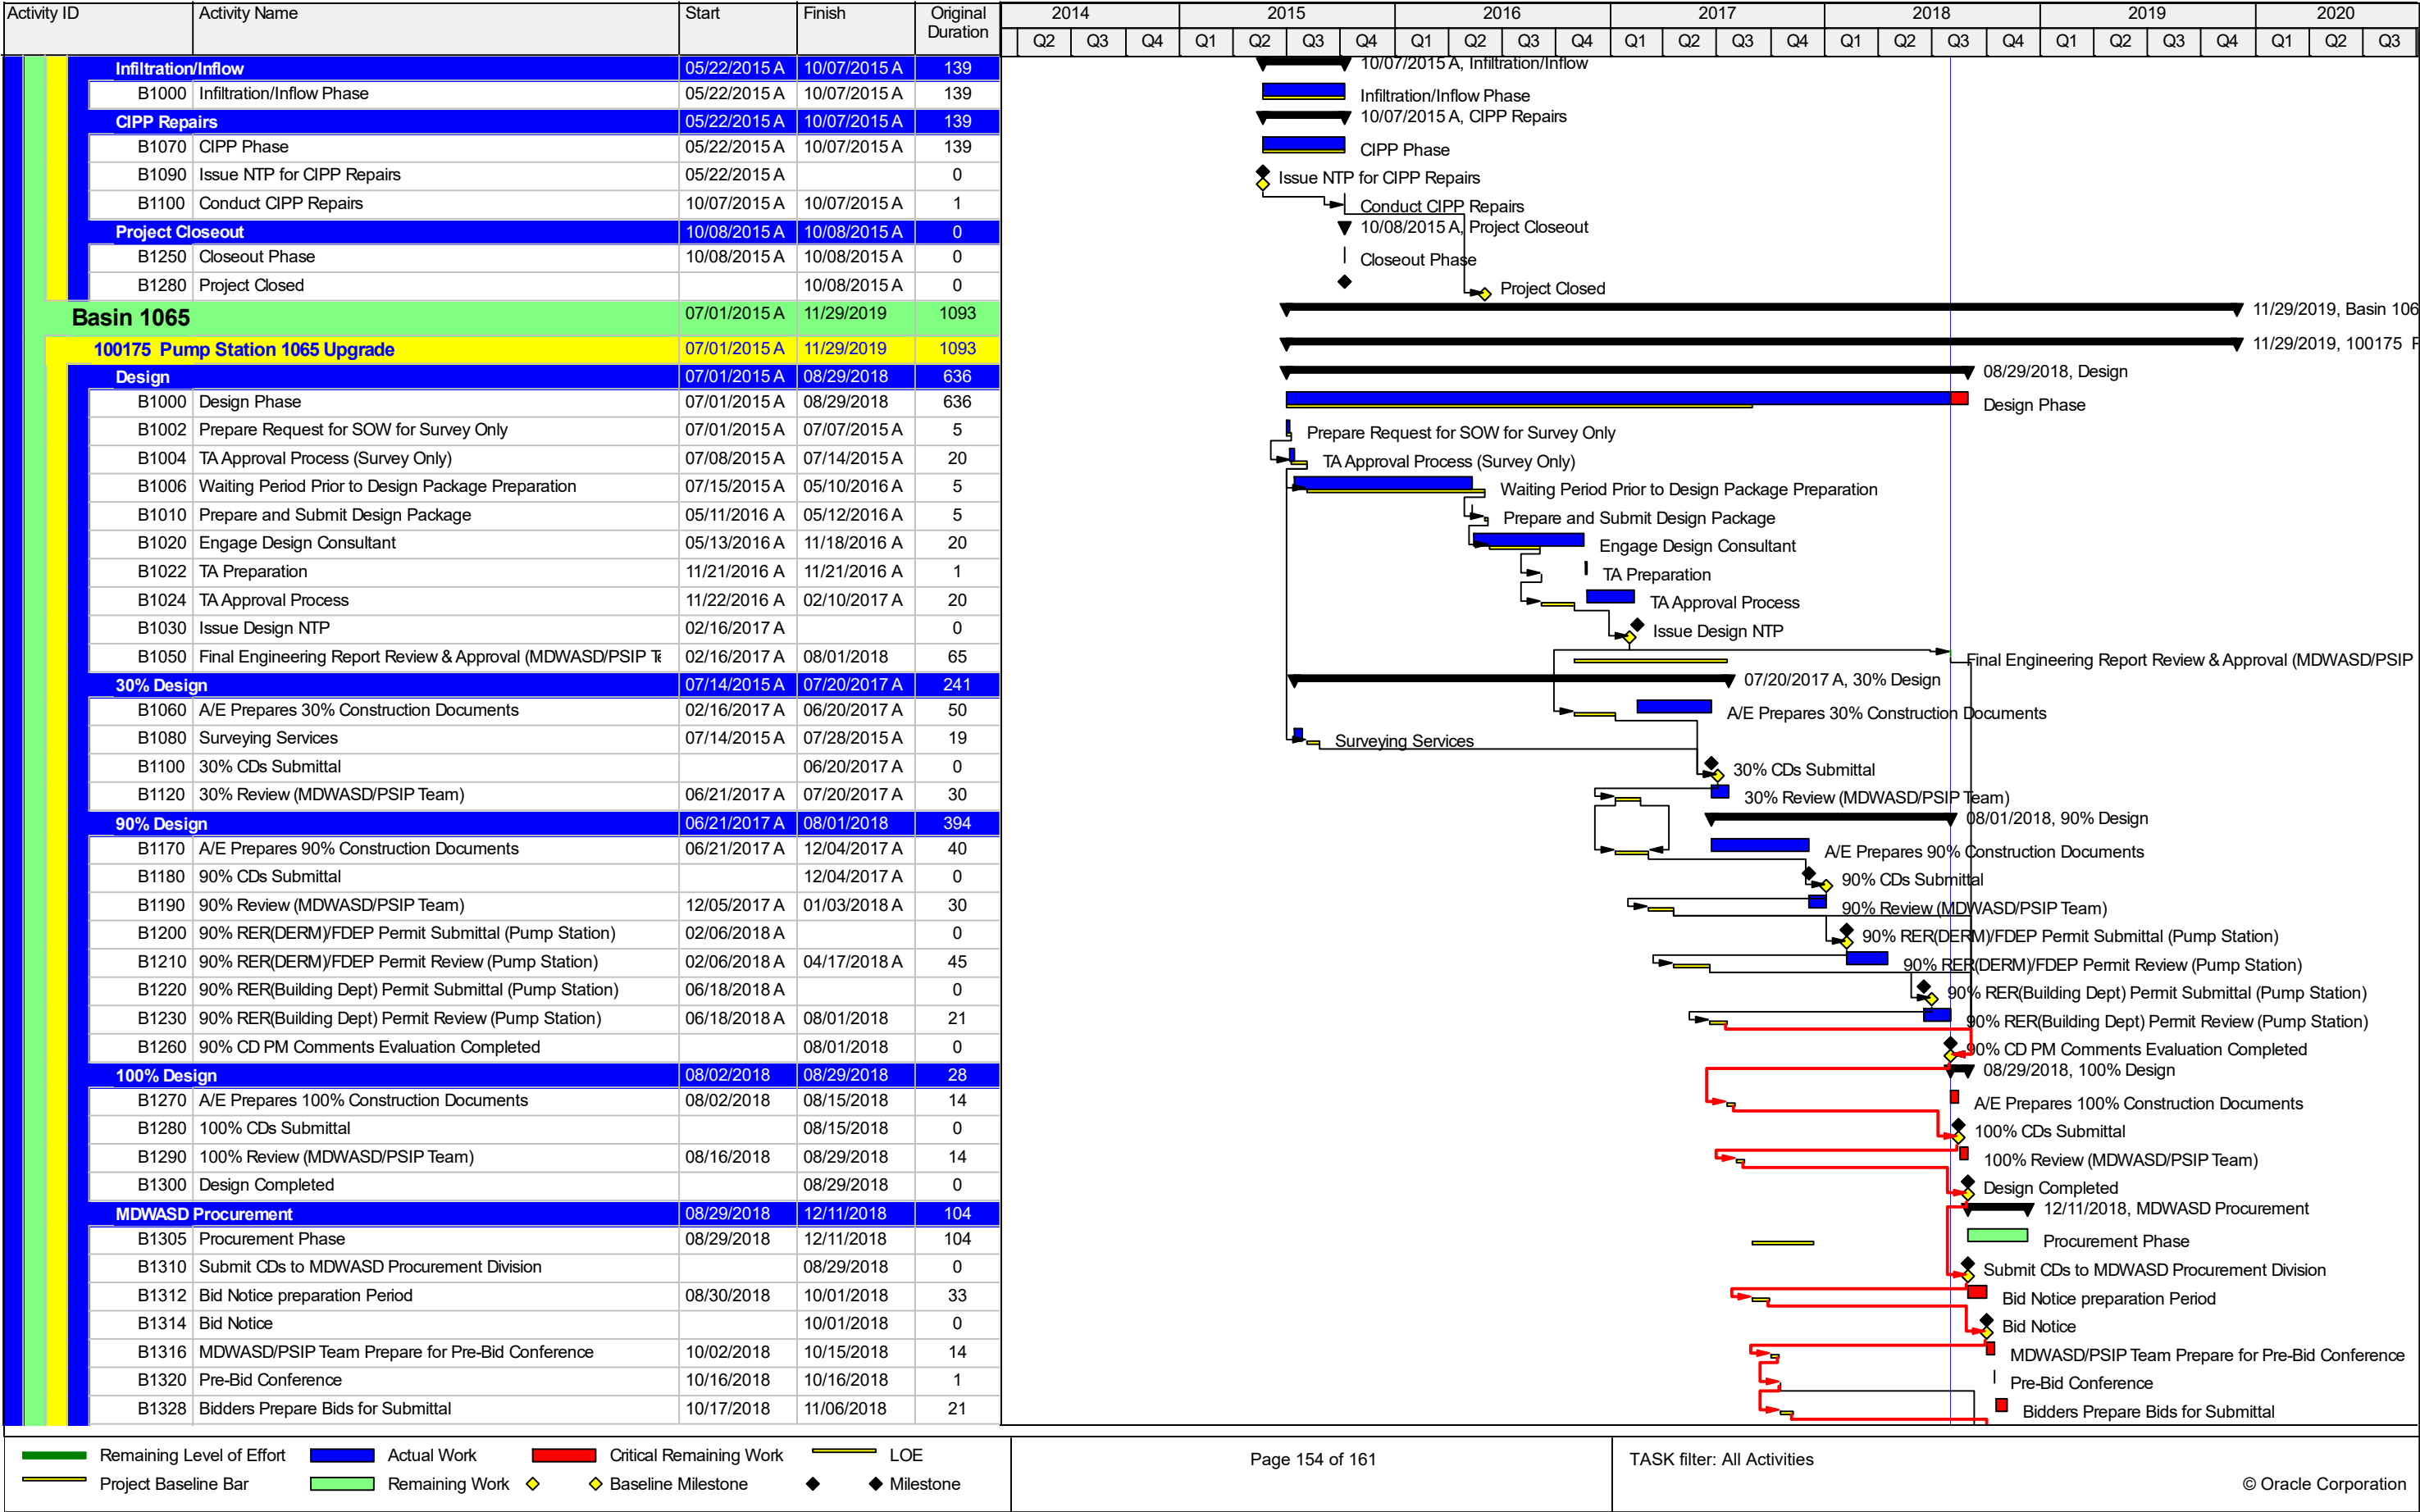 Activity ID Activity Name Start Finish Original Duration 2014 2015 2016 2017 2018 2019 2020
Q2 Q3 Q4 Q1 Q2 Q3 Q4 Q1 Q2 Q3 Q4 Q1 Q2 Q3 Q4 Q1 Q2 Q3 Q4 Q1 Q2 Q3 Q4 Q1 Q2 Q3
Infiltration/Inflow 05/22/2015 A 10/07/2015 A 139 10/07/2015 A, Infiltration/Inflow
B1000 Infiltration/Inflow Phase 05/22/2015 A 10/07/2015 A 139 Infiltration/Inflow Phase
CIPP Repairs 05/22/2015 A 10/07/2015 A 139 10/07/2015 A, CIPP Repairs
B1070 CIPP Phase 05/22/2015 A 10/07/2015 A 139 CIPP Phase
B1090 Issue NTP for CIPP Repairs 05/22/2015 A 0 Issue NTP for CIPP Repairs
B1100 Conduct CIPP Repairs 10/07/2015 A 10/07/2015 A 1 Conduct CIPP Repairs
Project Closeout 10/08/2015 A 10/08/2015 A 0 10/08/2015 A, Project Closeout
B1250 Closeout Phase 10/08/2015 A 10/08/2015 A 0 Closeout Phase
B1280 Project Closed 10/08/2015 A 0 Project Closed
Basin 1065 07/01/2015 A 11/29/2019 1093 11/29/2019, Basin 106
100175 Pump Station 1065 Upgrade 07/01/2015 A 11/29/2019 1093 11/29/2019, 100175 P
Design 07/01/2015 A 08/29/2018 636 08/29/2018, Design
B1000 Design Phase 07/01/2015 A 08/29/2018 636 Design Phase
B1002 Prepare Request for SOW for Survey Only 07/01/2015 A 07/07/2015 A 5 Prepare Request for SOW for Survey Only
B1004 TA Approval Process (Survey Only) 07/08/2015 A 07/14/2015 A 20 TA Approval Process (Survey Only)
B1006 Waiting Period Prior to Design Package Preparation 07/15/2015 A 05/10/2016 A 5 Waiting Period Prior to Design Package Preparation
B1010 Prepare and Submit Design Package 05/11/2016 A 05/12/2016 A 5 Prepare and Submit Design Package
B1020 Engage Design Consultant 05/13/2016 A 11/18/2016 A 20 Engage Design Consultant
B1022 TA Preparation 11/21/2016 A 11/21/2016 A 1 TA Preparation
B1024 TA Approval Process 11/22/2016 A 02/10/2017 A 20 TA Approval Process
B1030 Issue Design NTP 02/16/2017 A 0 Issue Design NTP
B1050 Final Engineering Report Review & Approval (MDWASD/PSIP Te 02/16/2017 A 08/01/2018 65 Final Engineering Report Review & Approval (MDWASD/PSIP
30% Design 07/14/2015 A 07/20/2017 A 241 07/20/2017 A, 30% Design
B1060 A/E Prepares 30% Construction Documents 02/16/2017 A 06/20/2017 A 50 A/E Prepares 30% Construction Documents
B1080 Surveying Services 07/14/2015 A 07/28/2015 A 19 Surveying Services
B1100 30% CDs Submittal 06/20/2017 A 0 30% CDs Submittal
B1120 30% Review (MDWASD/PSIP Team) 06/21/2017 A 07/20/2017 A 30 30% Review (MDWASD/PSIP Team)
90% Design 06/21/2017 A 08/01/2018 394 08/01/2018, 90% Design
B1170 A/E Prepares 90% Construction Documents 06/21/2017 A 12/04/2017 A 40 A/E Prepares 90% Construction Documents
B1180 90% CDs Submittal 12/04/2017 A 0 90% CDs Submittal
B1190 90% Review (MDWASD/PSIP Team) 12/05/2017 A 01/03/2018 A 30 90% Review (MDWASD/PSIP Team)
B1200 90% RER(DERM)/FDEP Permit Submittal (Pump Station) 02/06/2018 A 0 90% RER(DERM)/FDEP Permit Submittal (Pump Station)
B1210 90% RER(DERM)/FDEP Permit Review (Pump Station) 02/06/2018 A 04/17/2018 A 45 90% RER(DERM)/FDEP Permit Review (Pump Station)
B1220 90% RER(Building Dept) Permit Submittal (Pump Station) 06/18/2018 A 0 90% RER(Building Dept) Permit Submittal (Pump Station)
B1230 90% RER(Building Dept) Permit Review (Pump Station) 06/18/2018 A 08/01/2018 21 90% RER(Building Dept) Permit Review (Pump Station)
B1260 90% CD PM Comments Evaluation Completed 08/01/2018 0 90% CD PM Comments Evaluation Completed
100% Design 08/02/2018 08/29/2018 28 08/29/2018, 100% Design
B1270 A/E Prepares 100% Construction Documents 08/02/2018 08/15/2018 14 A/E Prepares 100% Construction Documents
B1280 100% CDs Submittal 08/15/2018 0 100% CDs Submittal
B1290 100% Review (MDWASD/PSIP Team) 08/16/2018 08/29/2018 14 100% Review (MDWASD/PSIP Team)
B1300 Design Completed 08/29/2018 0 Design Completed
MDWASD Procurement 08/29/2018 12/11/2018 104 12/11/2018, MDWASD Procurement
B1305 Procurement Phase 08/29/2018 12/11/2018 104 Procurement Phase
B1310 Submit CDs to MDWASD Procurement Division 08/29/2018 0 Submit CDs to MDWASD Procurement Division
B1312 Bid Notice preparation Period 08/30/2018 10/01/2018 33 Bid Notice preparation Period
B1314 Bid Notice 10/01/2018 0 Bid Notice
B1316 MDWASD/PSIP Team Prepare for Pre-Bid Conference 10/02/2018 10/15/2018 14 MDWASD/PSIP Team Prepare for Pre-Bid Conference
B1320 Pre-Bid Conference 10/16/2018 10/16/2018 1 Pre-Bid Conference
B1328 Bidders Prepare Bids for Submittal 10/17/2018 11/06/2018 21 Bidders Prepare Bids for Submittal
Remaining Level of Effort Actual Work Critical Remaining Work LOE
Project Baseline Bar Remaining Work Baseline Milestone Milestone
Page 154 of 161
TASK filter: All Activities
© Oracle Corporation